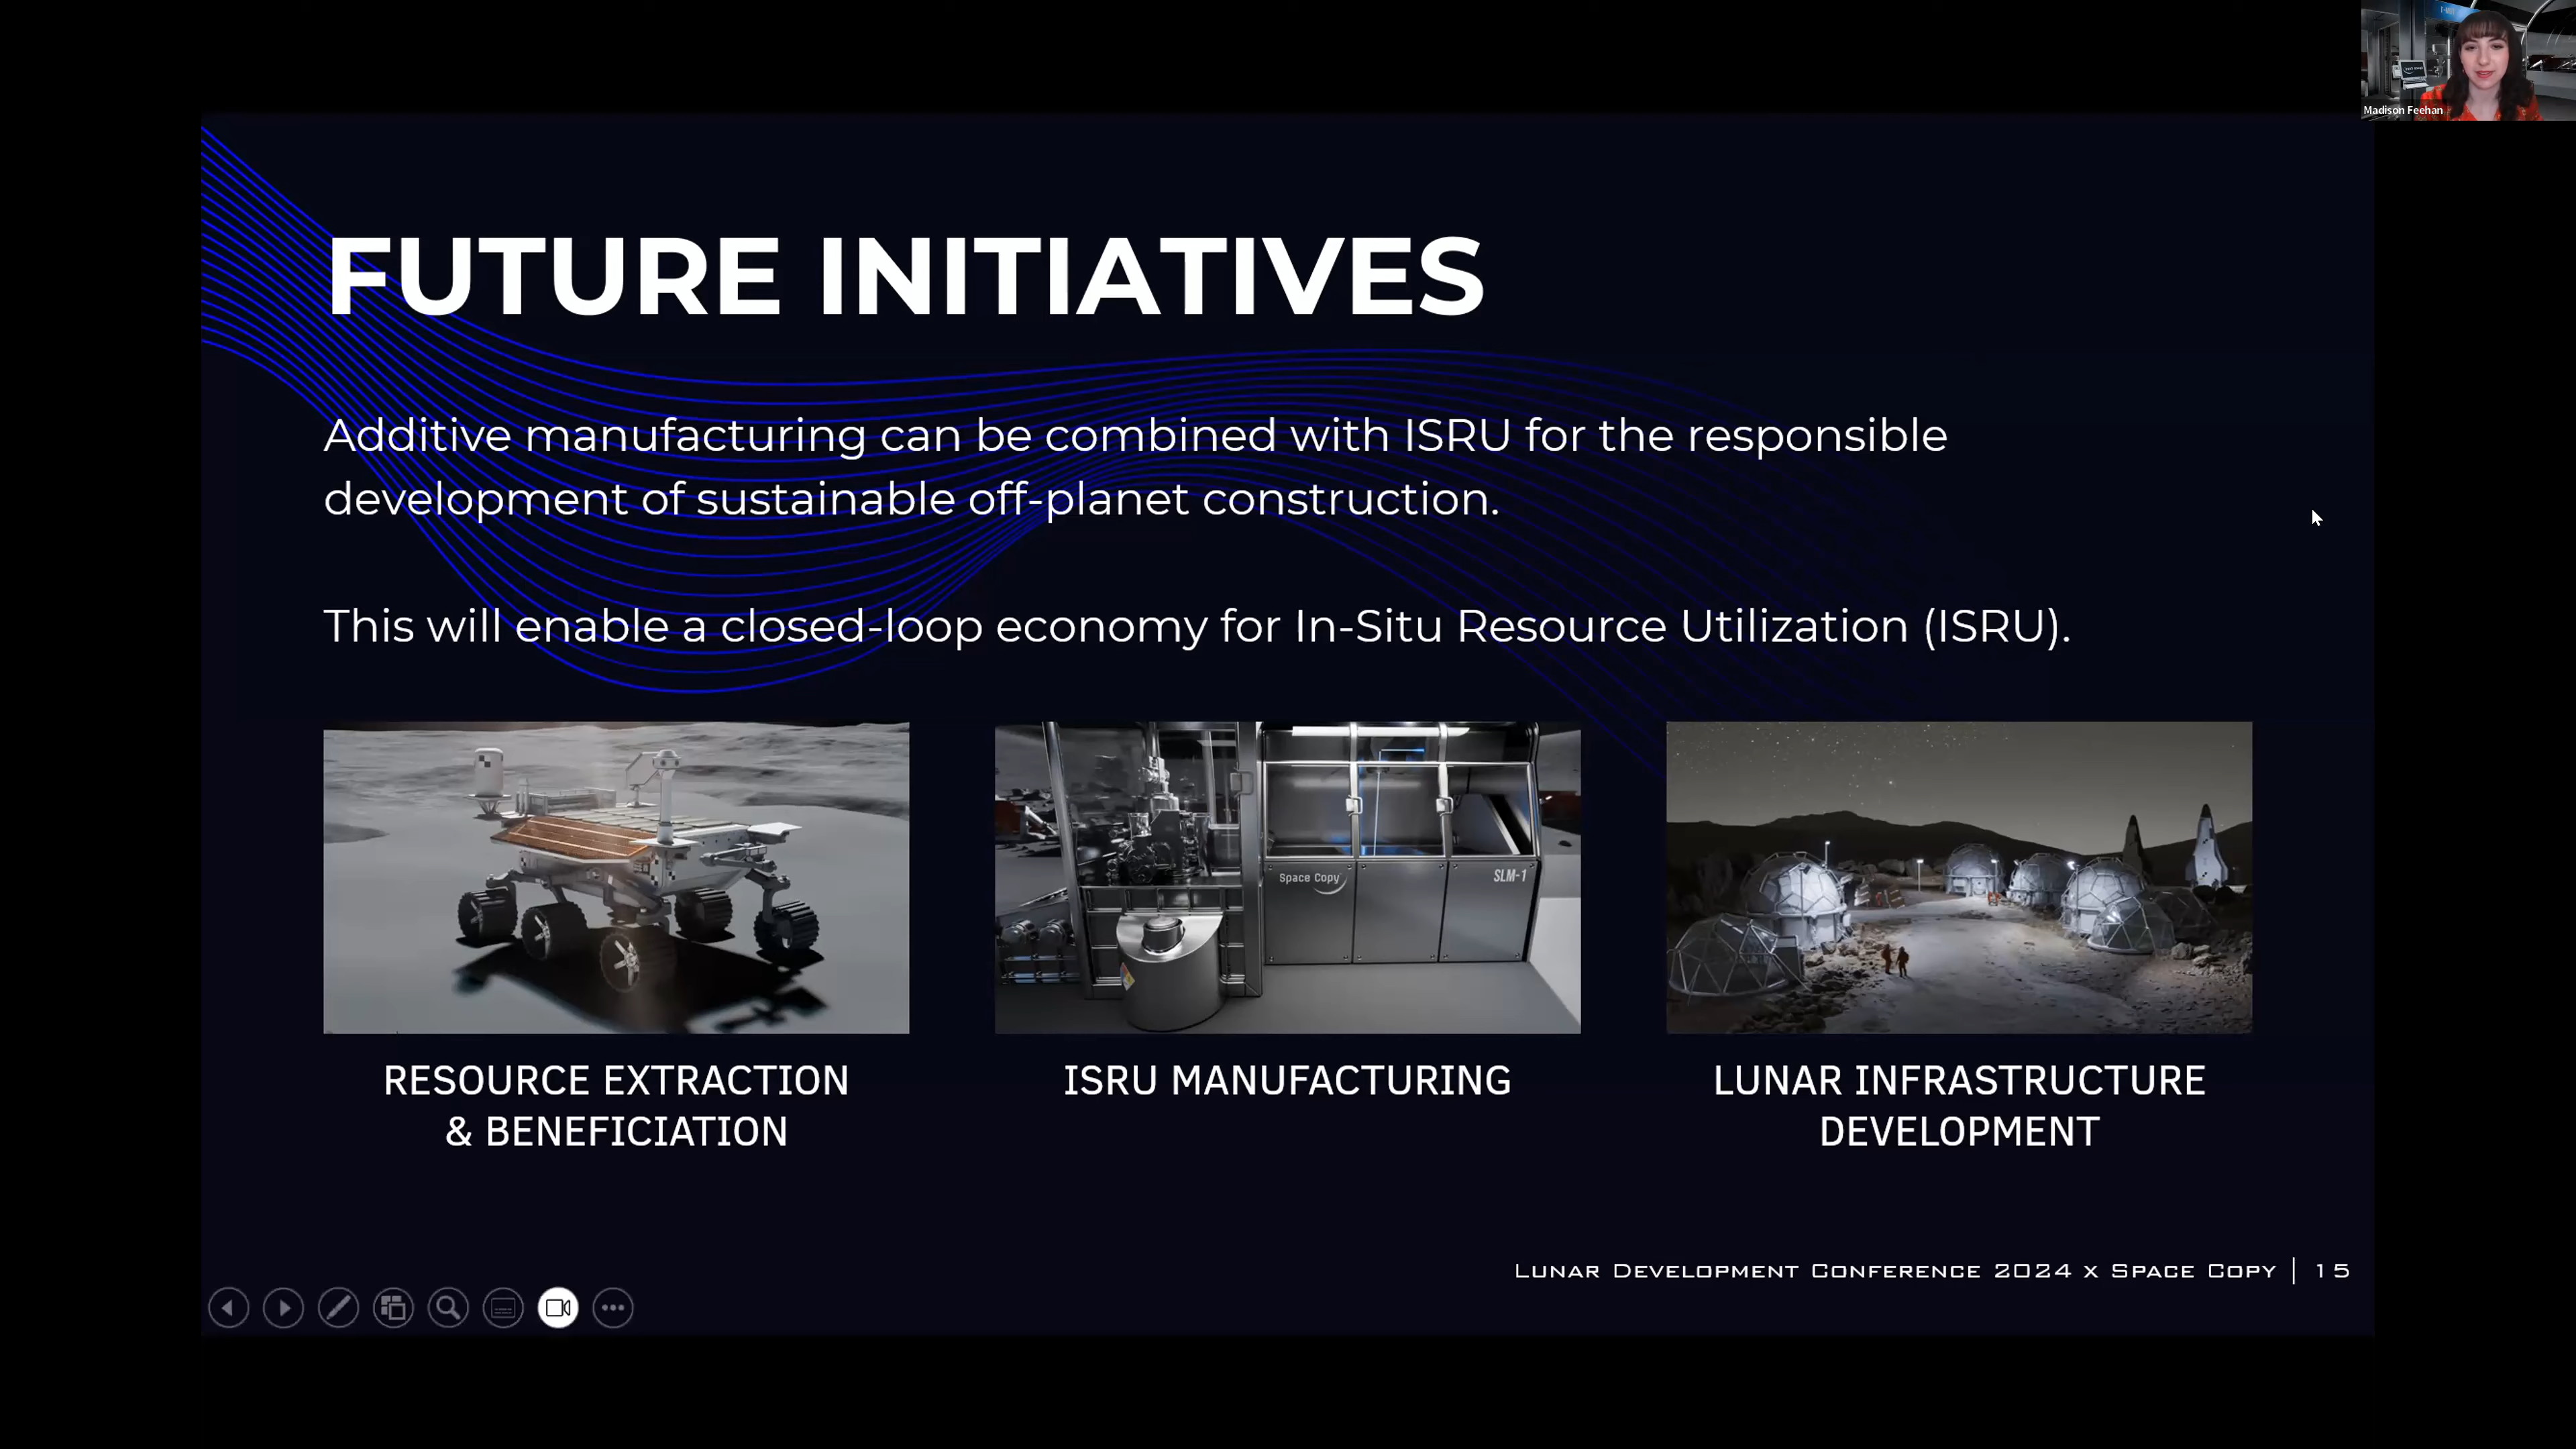 Madison Feehan
FUTURE INITIATIVES
Additive manufacturing can be combined with ISRU for the responsible
development of sustainable off-planet construction.
This will enable a closed-loop economy for In-Situ Resource Utilization (ISRU).
Space Copy
SLM-1
RESOURCE EXTRACTION
& BENEFICIATION
ISRU MANUFACTURING
LUNAR INFRASTRUCTURE
DEVELOPMENT
Lunar Development Conference 2024 x Space Copy | 15